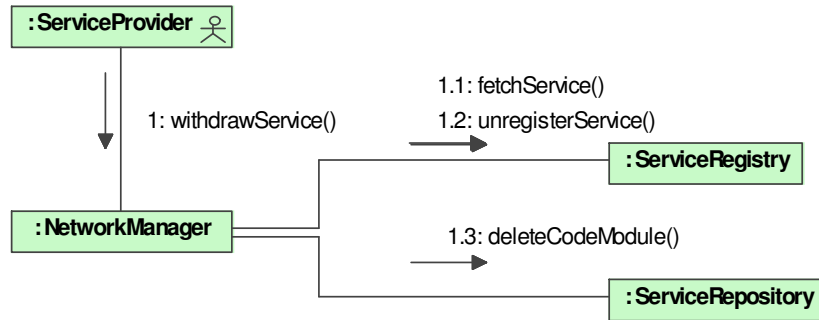 : ServiceProvider
1.1: fetchService()
1: withdrawService()
1.2: unregisterService()
: ServiceRegistry
: NetworkManager
1.3: deleteCodeModule()
: ServiceRepository